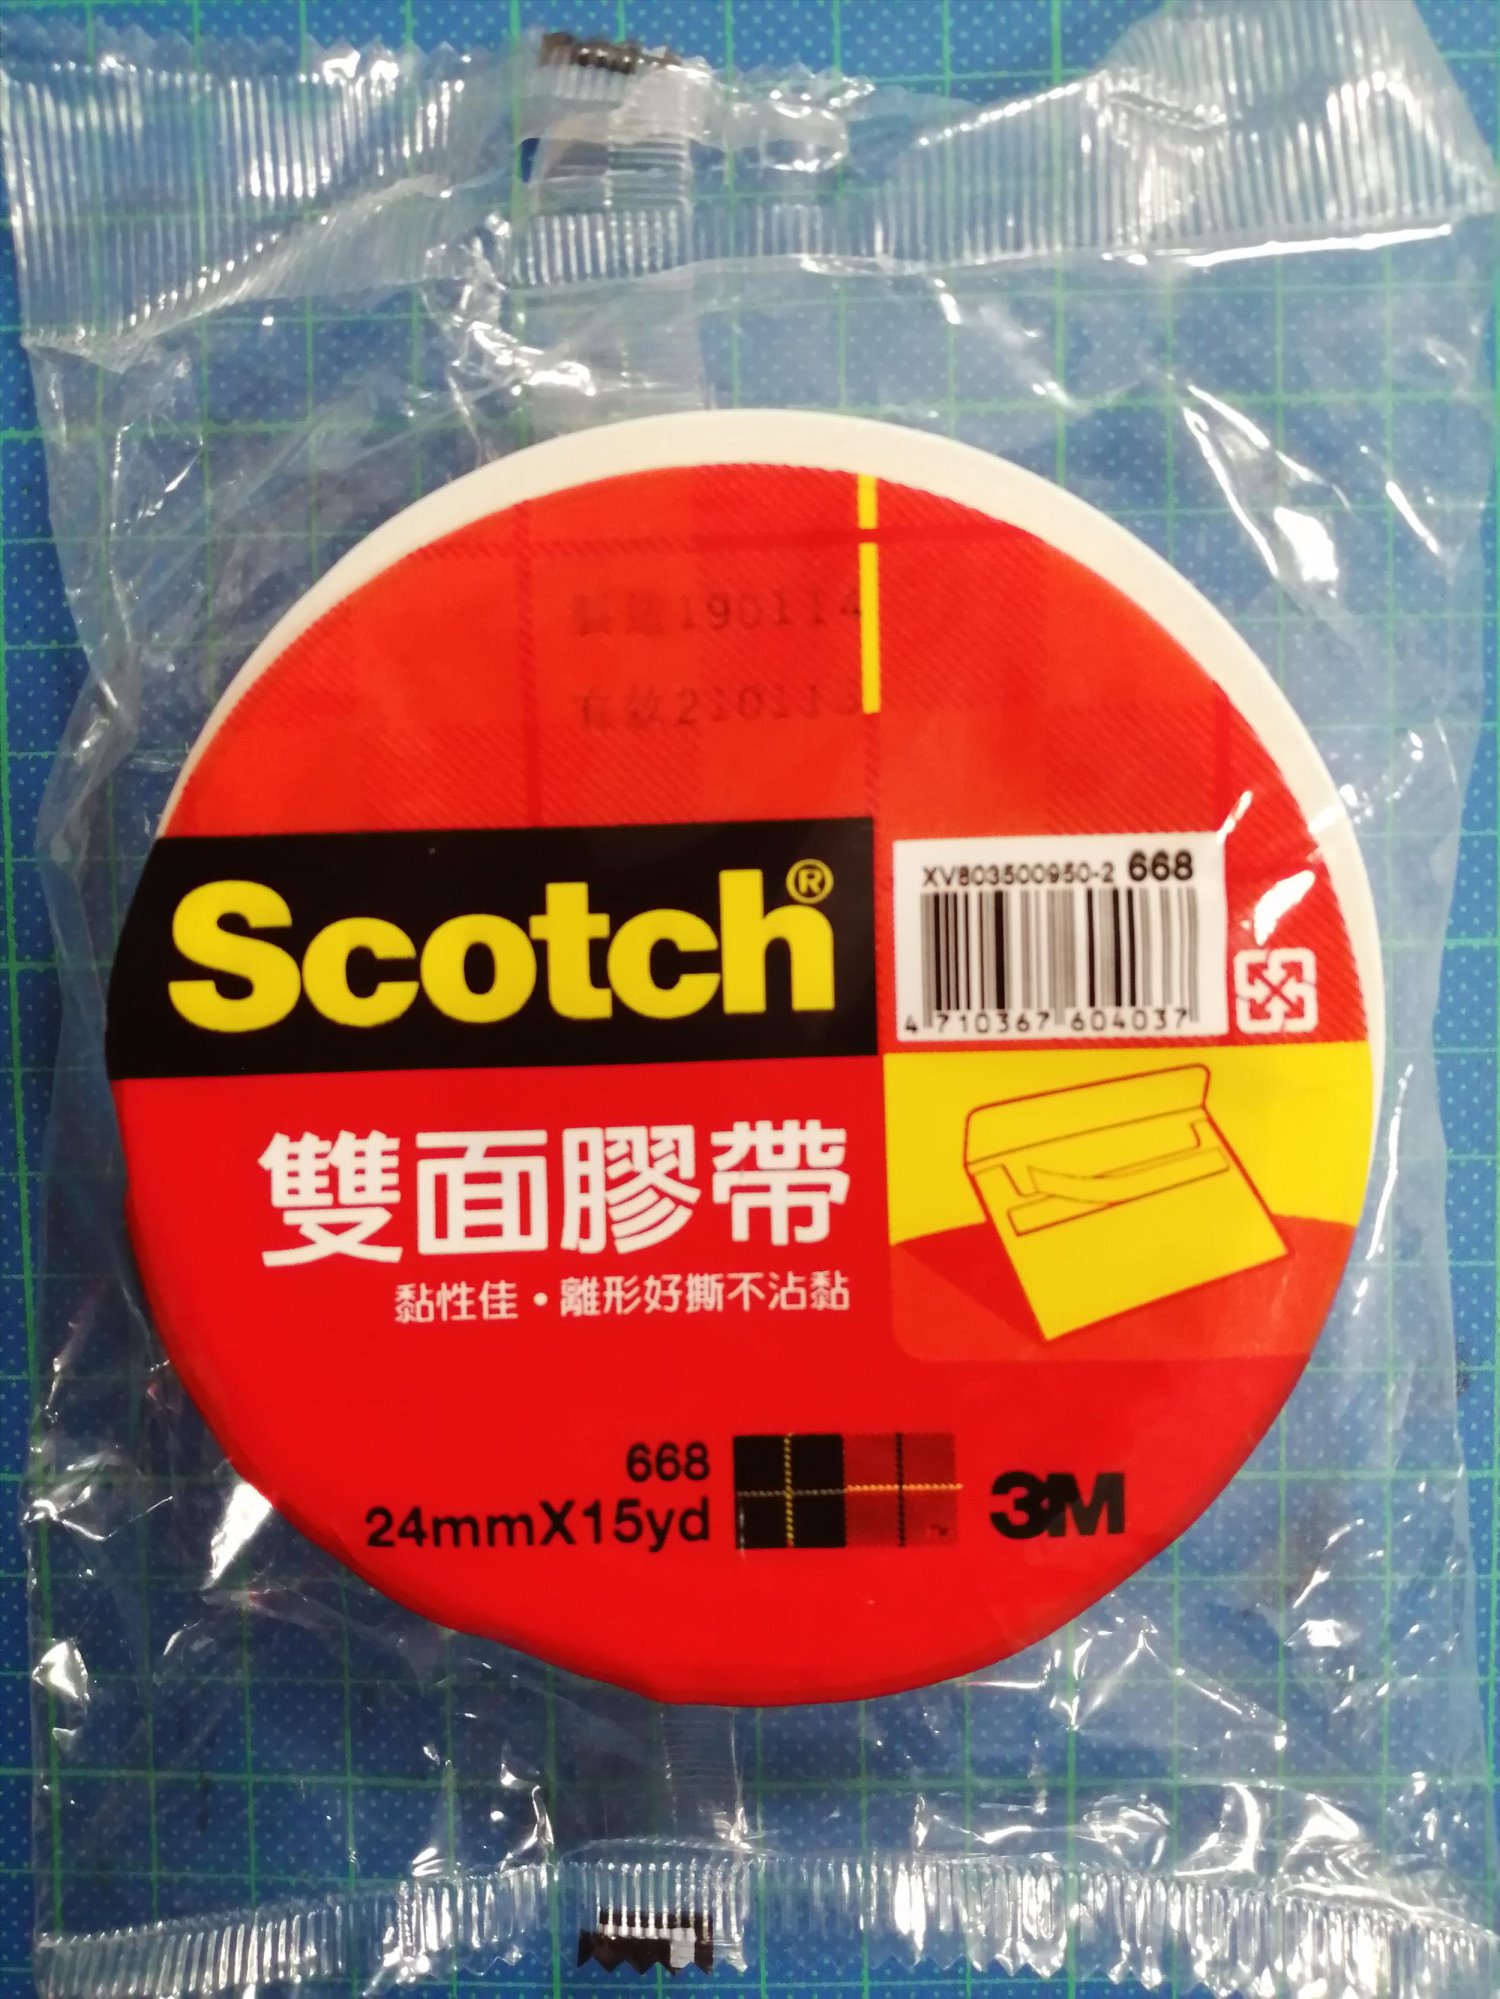 製造190114
有效210113
Scotch®
XV803500950-2 668
4 710367 604037
雙面膠帶
黏性佳・離形好撕不沾黏
668
24mmX15yd
3M